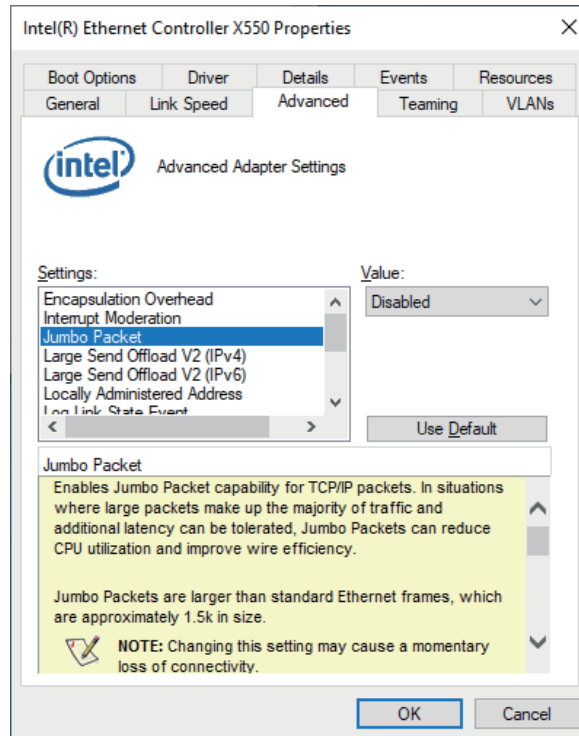 Intel(R) Ethernet Controller X550 Properties
Boot Options Driver Details Events Resources
General Link Speed Advanced Teaming VLANs
intel Advanced Adapter Settings
Settings:
Value:
Encapsulation Overhead
Disabled
Interrupt Moderation
Jumbo Packet
Large Send Offload V2 (IPv4)
Large Send Offload V2 (IPv6)
Locally Administered Address
Log Link State Event
Use Default
Jumbo Packet
Enables Jumbo Packet capability for TCP/IP packets. In situations
where large packets make up the majority of traffic and
additional latency can be tolerated, Jumbo Packets can reduce
CPU utilization and improve wire efficiency.
Jumbo Packets are larger than standard Ethernet frames, which
are approximately 1.5k in size.
NOTE: Changing this setting may cause a momentary
loss of connectivity.
OK Cancel